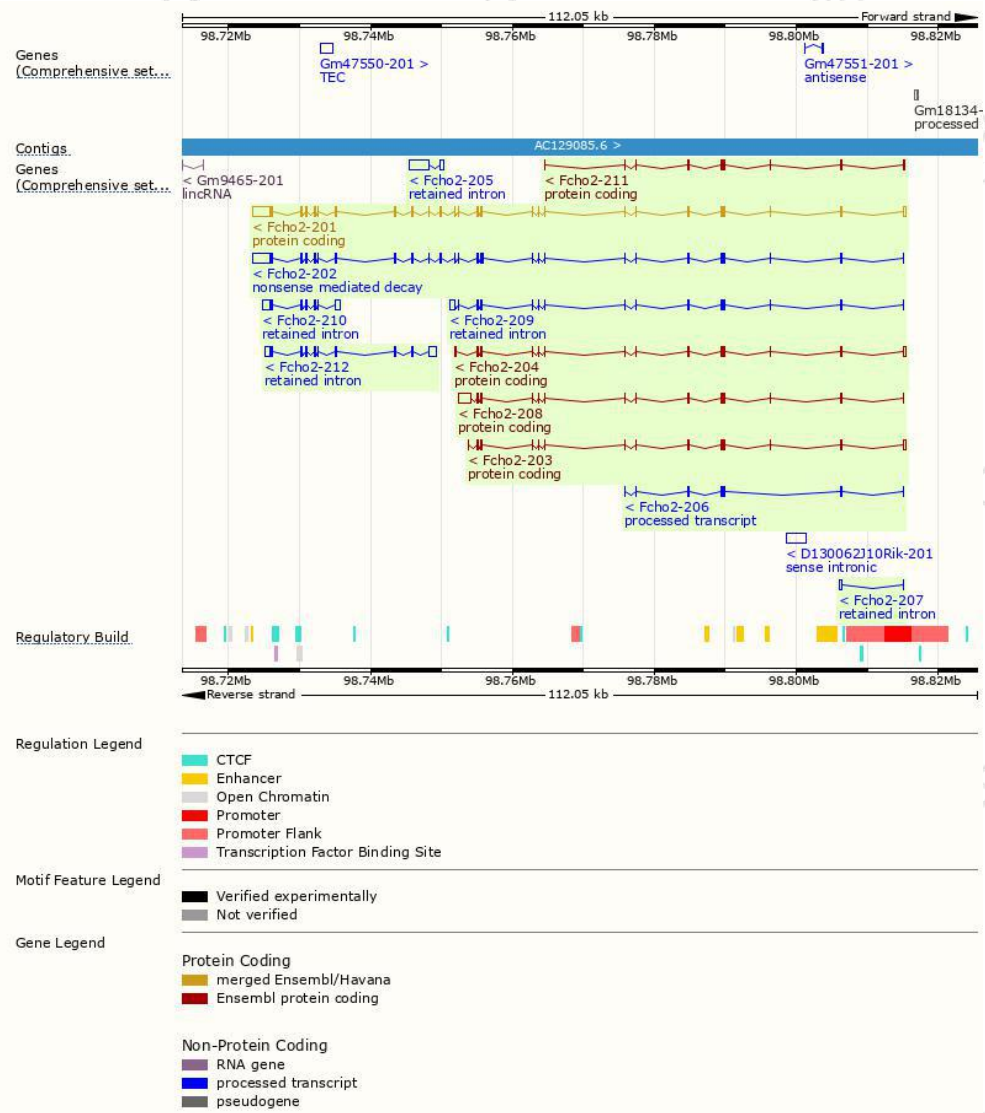 112.05 kb
Forward strand
98.72Mb 98.74Mb 98.76Mb 98.78Mb 98.80Mb 98.82Mb
Genes
(Comprehensive set...
Gm47550-201 >
TEC
Gm47551-201 >
antisense
Gm18134-
processed
Contigs
AC129085.6 >
Genes
(Comprehensive set...
< Gm9465-201
lincRNA
< Fcho2-205
retained intron
< Fcho2-211
protein coding
< Fcho2-201
protein coding
< Fcho2-202
nonsense mediated decay
< Fcho2-210
retained intron
< Fcho2-209
retained intron
< Fcho2-212
retained intron
< Fcho2-204
protein coding
< Fcho2-208
protein coding
< Fcho2-203
protein coding
< Fcho2-206
processed transcript
< D130062J10Rik-201
sense intronic
< Fcho2-207
retained intron
Regulatory Build
98.72Mb 98.74Mb 98.76Mb 98.78Mb 98.80Mb 98.82Mb
Reverse strand
112.05 kb
Regulation Legend
CTCF
Enhancer
Open Chromatin
Promoter
Promoter Flank
Transcription Factor Binding Site
Motif Feature Legend
Verified experimentally
Not verified
Gene Legend
Protein Coding
merged Ensembl/Havana
Ensembl protein coding
Non-Protein Coding
RNA gene
processed transcript
pseudogene